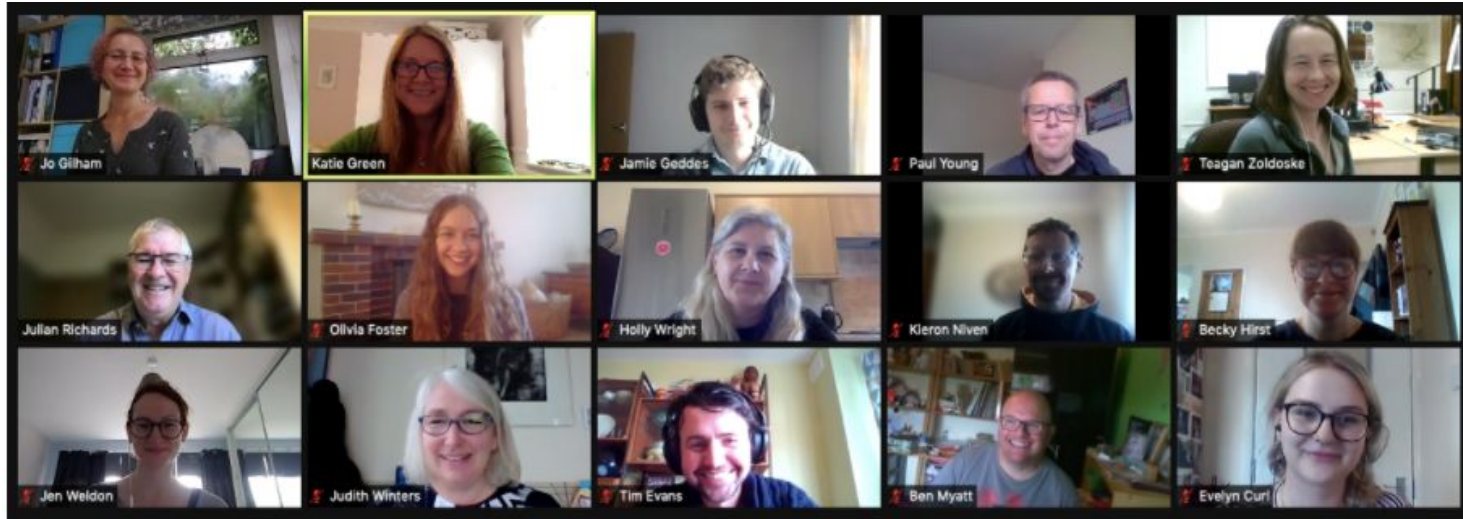 Jo Gilham
Katie Green
Jamie Geddes
Paul Young
Teagan Zoldoske
Julian Richards
Olivia Foster
Holly Wright
Kieron Niven
Becky Hirst
Jen Weldon
Judith Winters
Tim Evans
Ben Myatt
Evelyn Curl